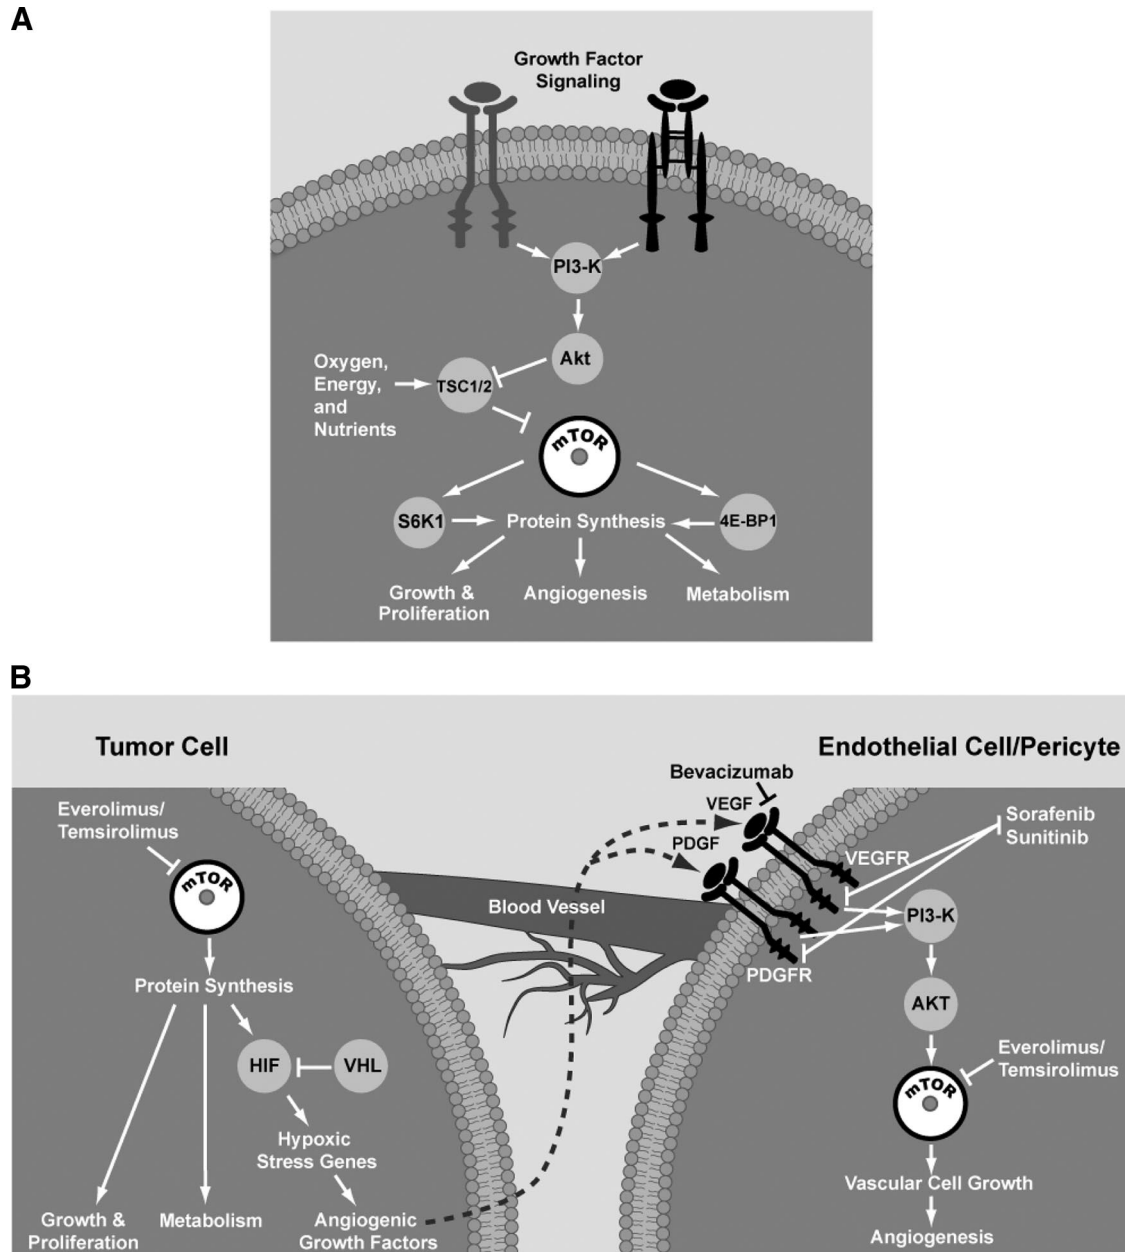 A
Growth Factor
Signaling
PI3-K
Akt
Oxygen,
Energy,
and
Nutrients
TSC1/2
mTOR
S6K1
Protein Synthesis
4E-BP1
Growth &
Proliferation
Angiogenesis
Metabolism
B
Tumor Cell
Endothelial Cell/Pericyte
Everolimus/
Temsirolimus
mTOR
Protein Synthesis
HIF
VHL
Hypoxic
Stress Genes
Growth &
Proliferation
Metabolism
Angiogenic
Growth Factors
Blood Vessel
Bevacizumab
VEGF
PDGF
VEGFR
PDGFR
Sorafenib
Sunitinib
PI3-K
AKT
Everolimus/
Temsirolimus
mTOR
Vascular Cell Growth
Angiogenesis